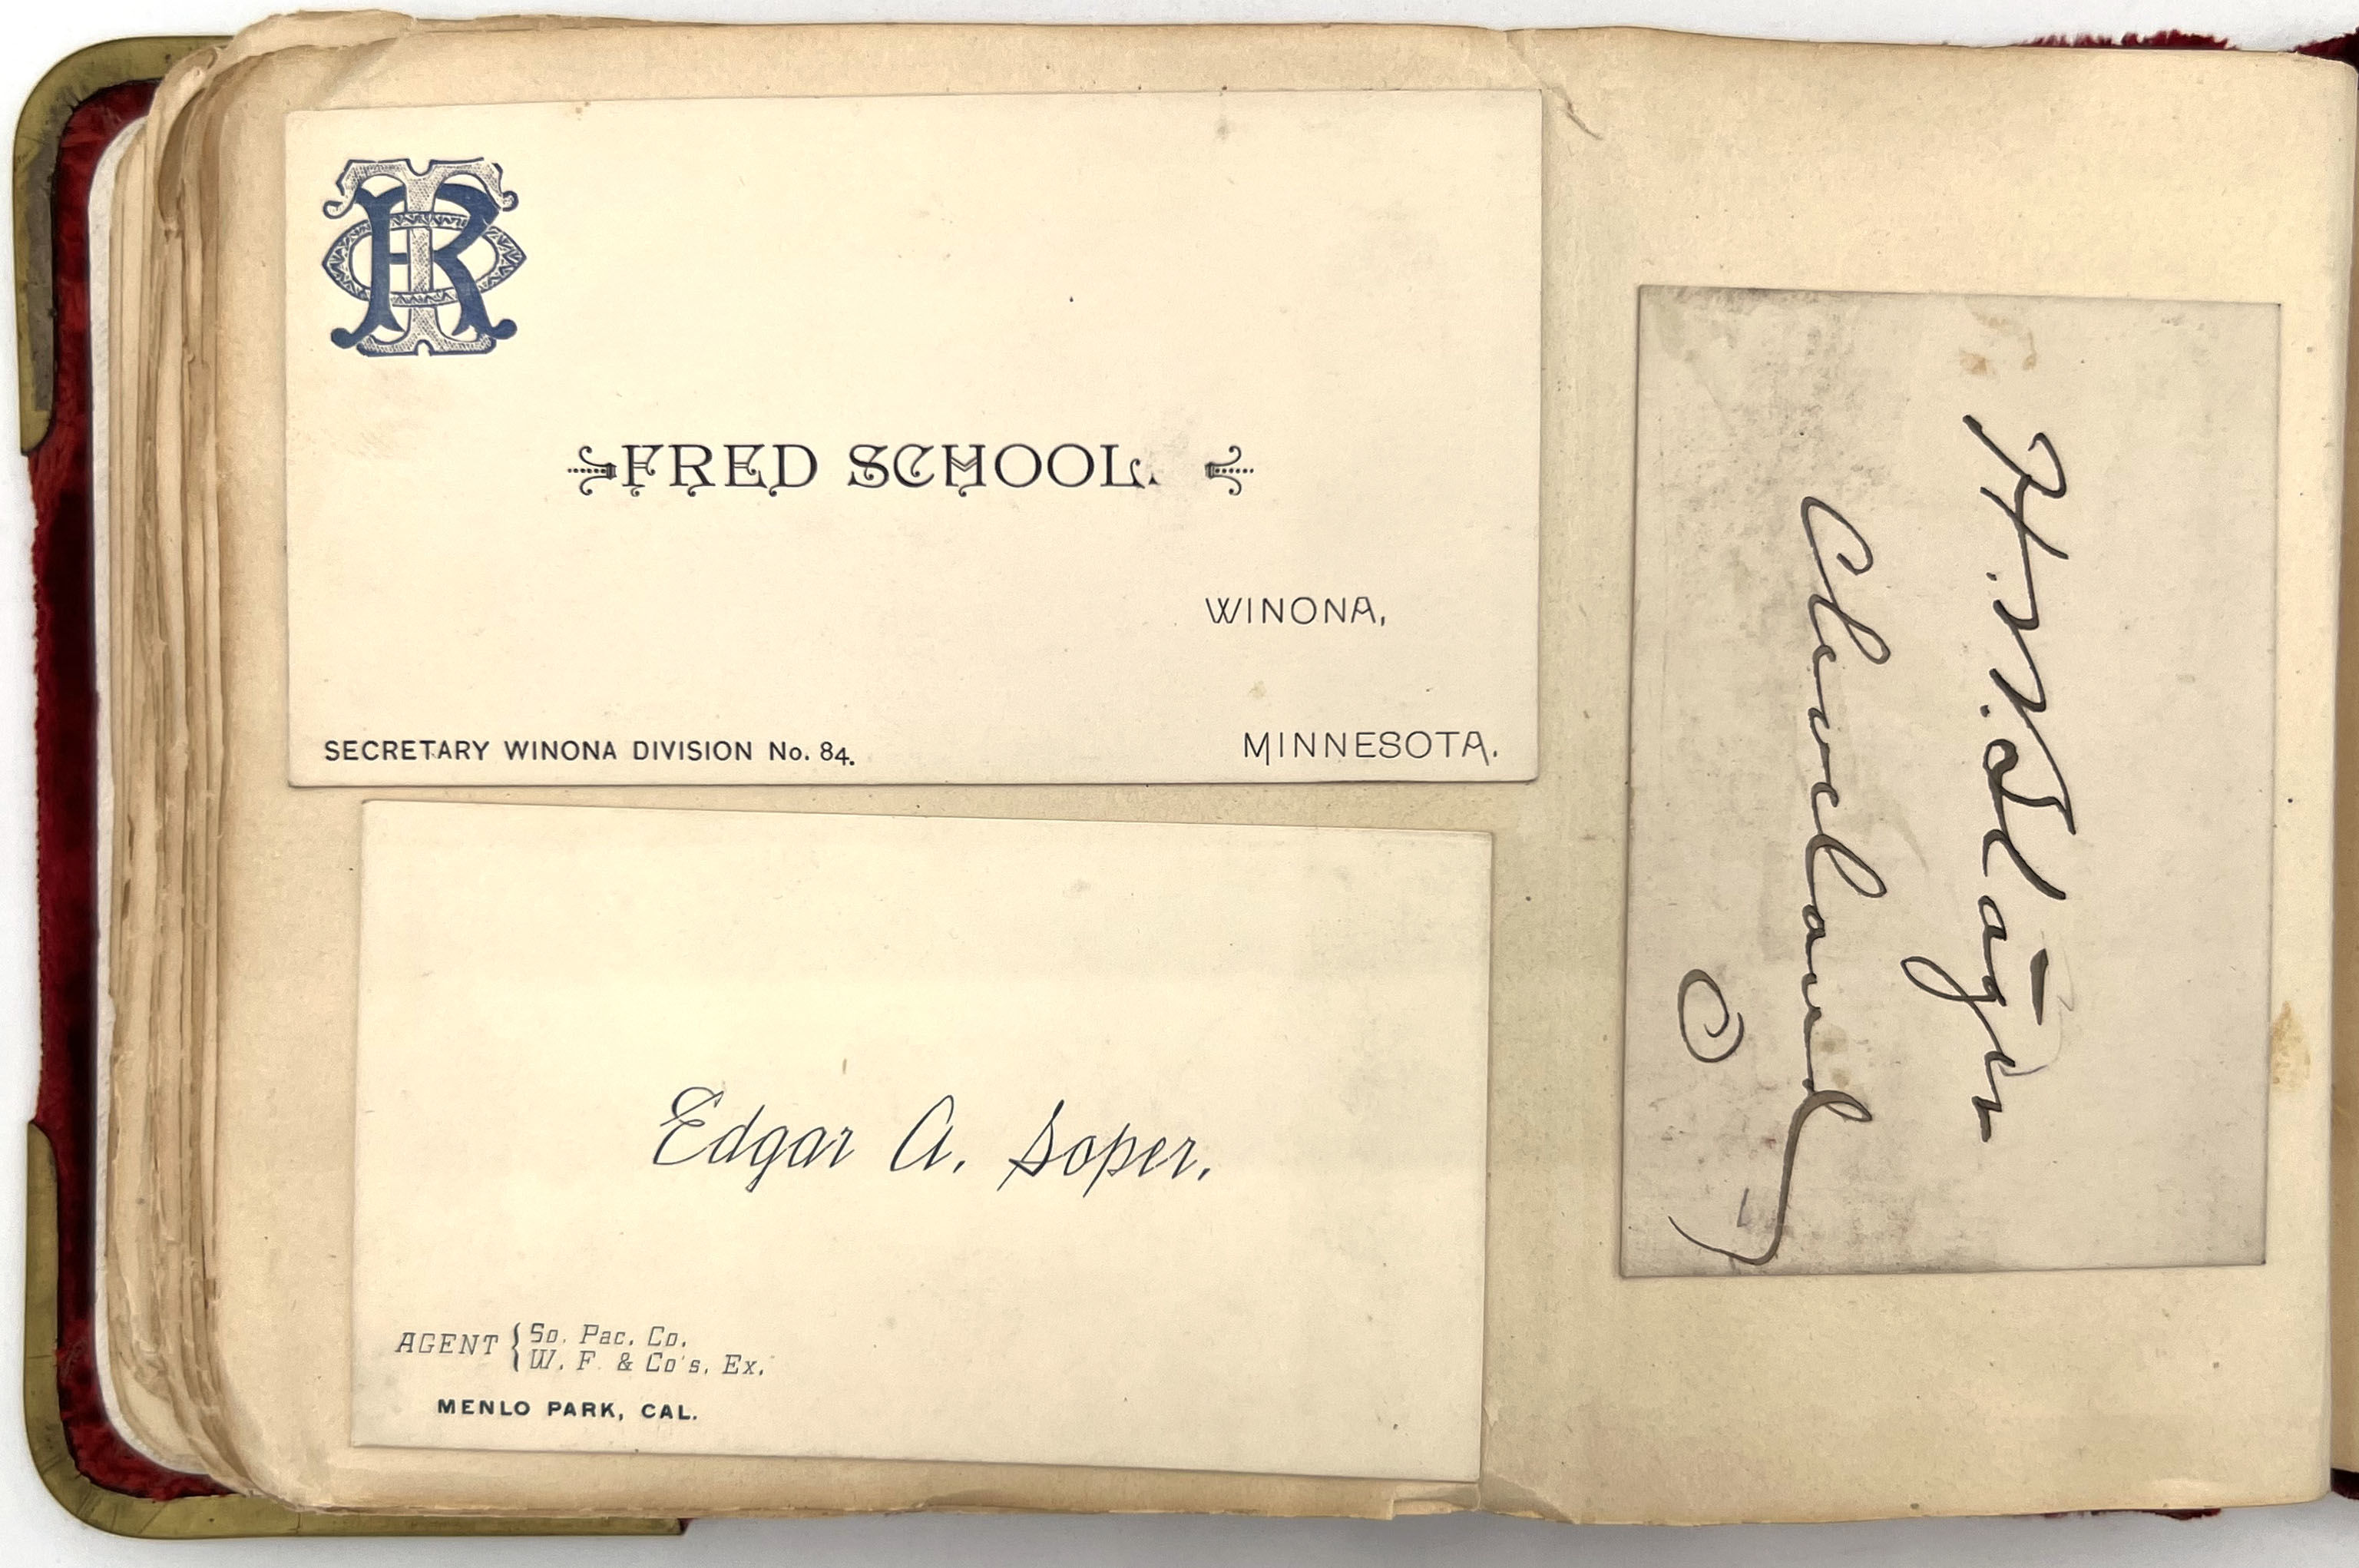 ORT
FRED SCHOOL.
WINONA,
MINNESOTA.
SECRETARY WINONA DIVISION No. 84.
Edgar A. Soper.
AGENT { So. Pac. Co.
W. F. & Co's. Ex.
MENLO PARK, CAL.
Cleveland
O